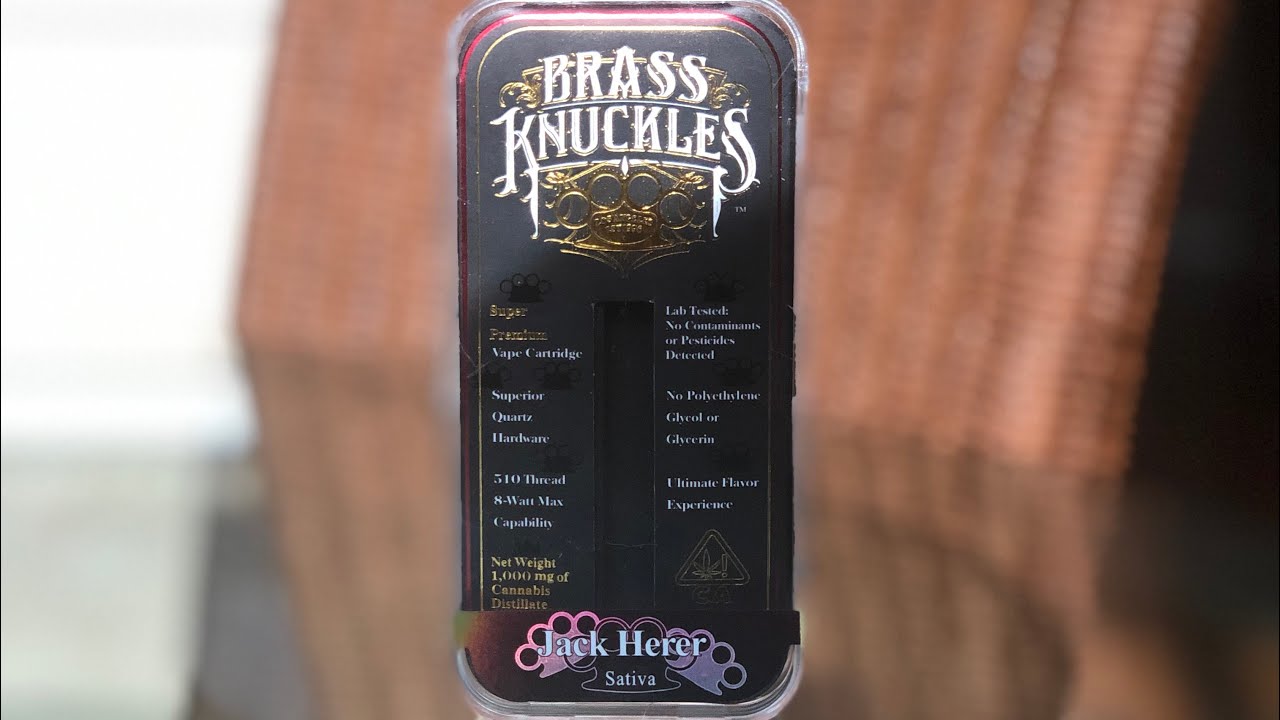 BRASS
KNUCKLES
™
Super
Premium
Vape Cartridge
Superior
Quartz
Hardware
510 Thread
8-Watt Max
Capability
Net Weight
1,000 mg of
Cannabis
Distillate
Lab Tested:
No Contaminants
or Pesticides
Detected
No Polyethylene
Glycol or
Glycerin
Ultimate Flavor
Experience
!
CA
Jack Herer
Sativa